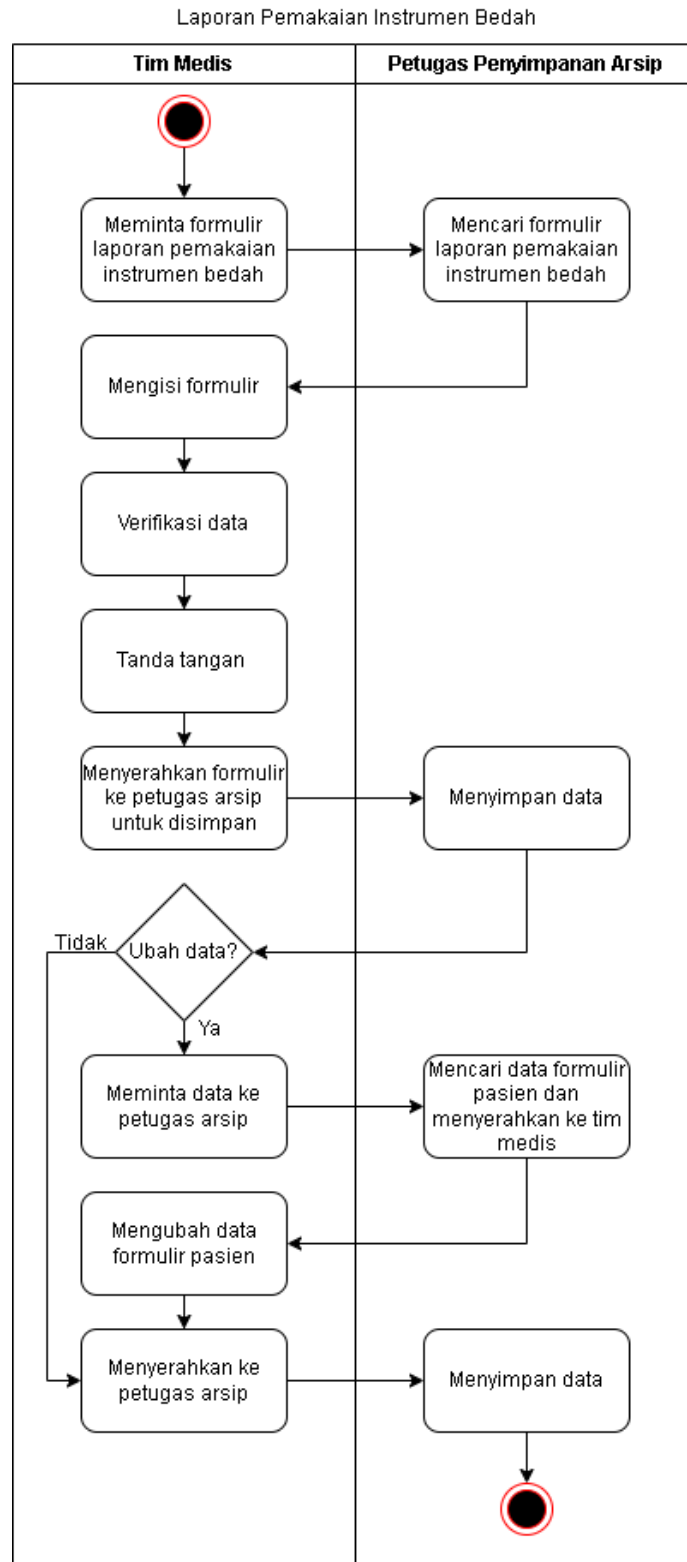 Laporan Pemakaian Instrumen Bedah
Tim Medis
Petugas Penyimpanan Arsip
Meminta formulir
laporan pemakaian
instrumen bedah
Mencari formulir
laporan pemakaian
instrumen bedah
Mengisi formulir
Verifikasi data
Tanda tangan
Menyerahkan formulir
ke petugas arsip
untuk disimpan
Menyimpan data
Tidak
Ubah data?
Ya
Meminta data ke
petugas arsip
Mencari data formulir
pasien dan
menyerahkan ke tim
medis
Mengubah data
formulir pasien
Menyerahkan ke
petugas arsip
Menyimpan data